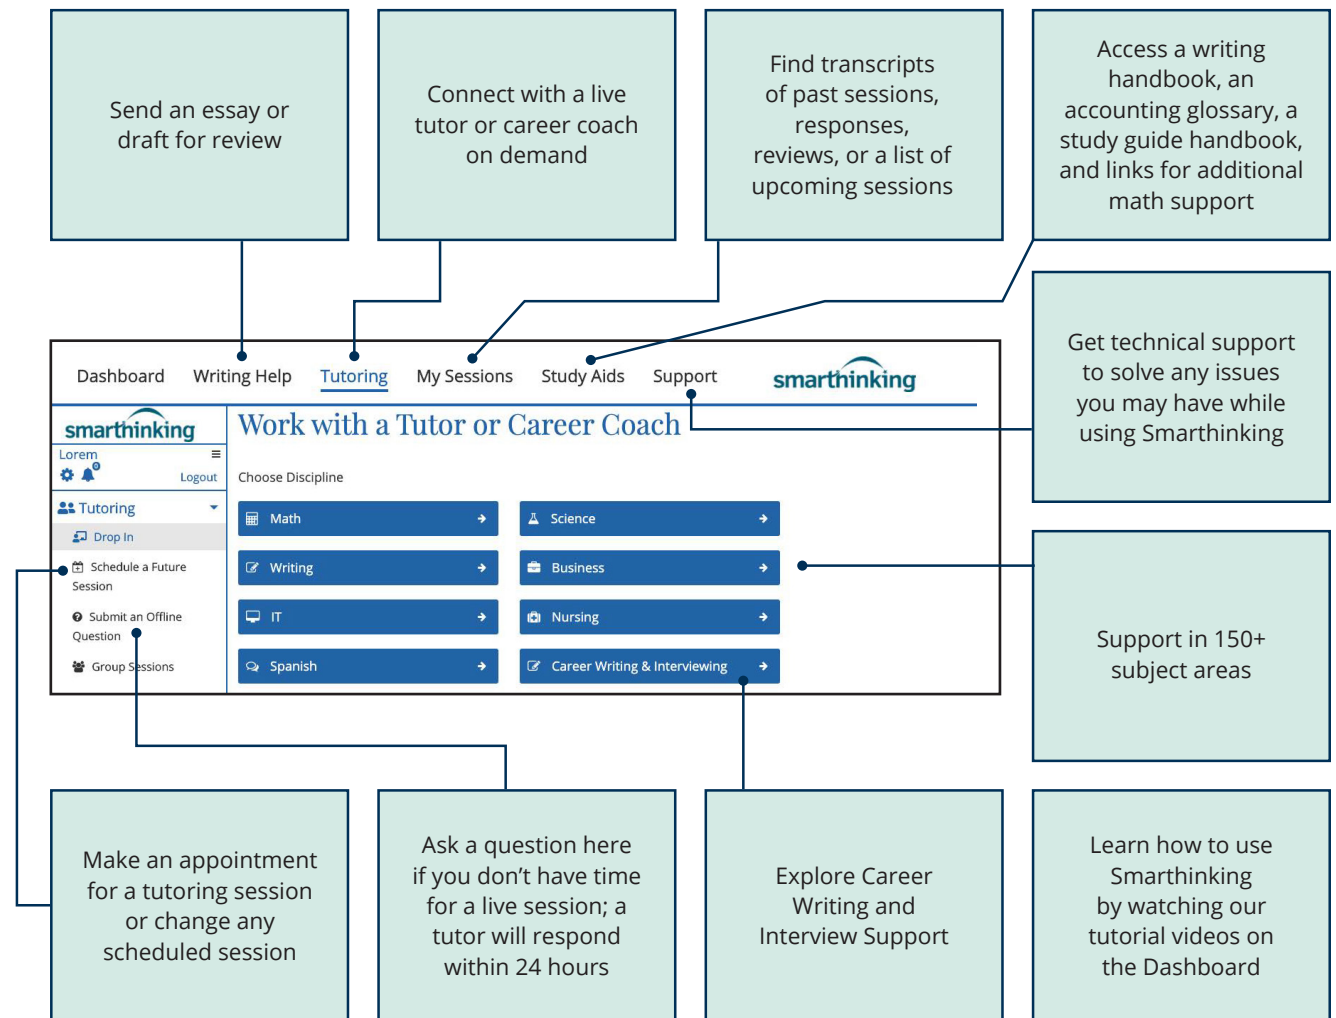 Send an essay or
draft for review
Connect with a live
tutor or career coach
on demand
Find transcripts
of past sessions,
responses,
reviews, or a list of
upcoming sessions
Access a writing
handbook, an
accounting glossary, a
study guide handbook,
and links for additional
math support
Get technical support
to solve any issues
you may have while
using Smarthinking
Dashboard Writing Help Tutoring My Sessions Study Aids Support smarthinking
smarthinking
Lorem
0
Logout
Tutoring
Drop In
Schedule a Future
Session
Submit an Offline
Question
Group Sessions
Work with a Tutor or Career Coach
Choose Discipline
Math
Science
Writing
Business
IT
Nursing
Spanish
Career Writing & Interviewing
Support in 150+
subject areas
Make an appointment
for a tutoring session
or change any
scheduled session
Ask a question here
if you don’t have time
for a live session; a
tutor will respond
within 24 hours
Explore Career
Writing and
Interview Support
Learn how to use
Smarthinking
by watching our
tutorial videos on
the Dashboard